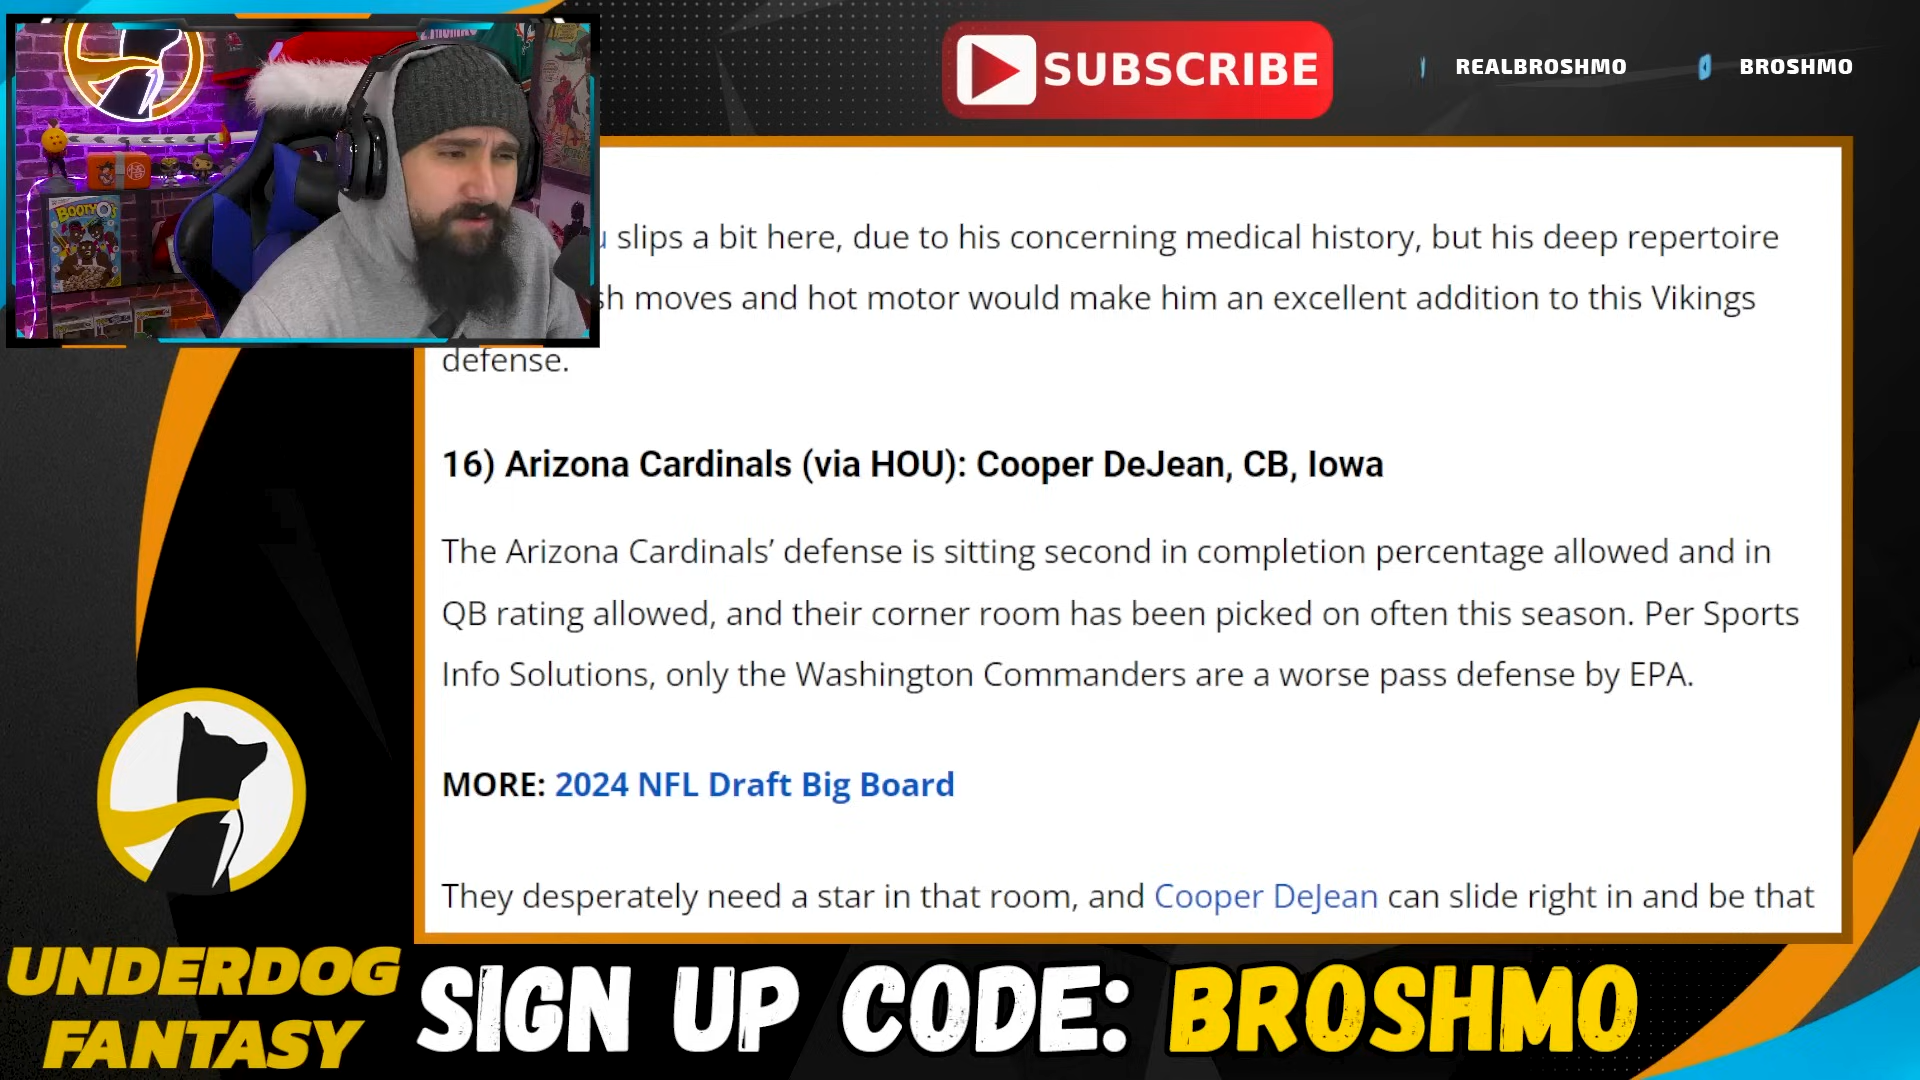 SUBSCRIBE
REALBROSHMO
BROSHMO
BOOTY O's
slips a bit here, due to his concerning medical history, but his deep repertoire
moves and hot motor would make him an excellent addition to this Vikings
defense.
16) Arizona Cardinals (via HOU): Cooper DeJean, CB, Iowa
The Arizona Cardinals’ defense is sitting second in completion percentage allowed and in
QB rating allowed, and their corner room has been picked on often this season. Per Sports
Info Solutions, only the Washington Commanders are a worse pass defense by EPA.
MORE: 2024 NFL Draft Big Board
They desperately need a star in that room, and Cooper DeJean can slide right in and be that
UNDERDOG
FANTASY
SIGN UP CODE: BROSHMO